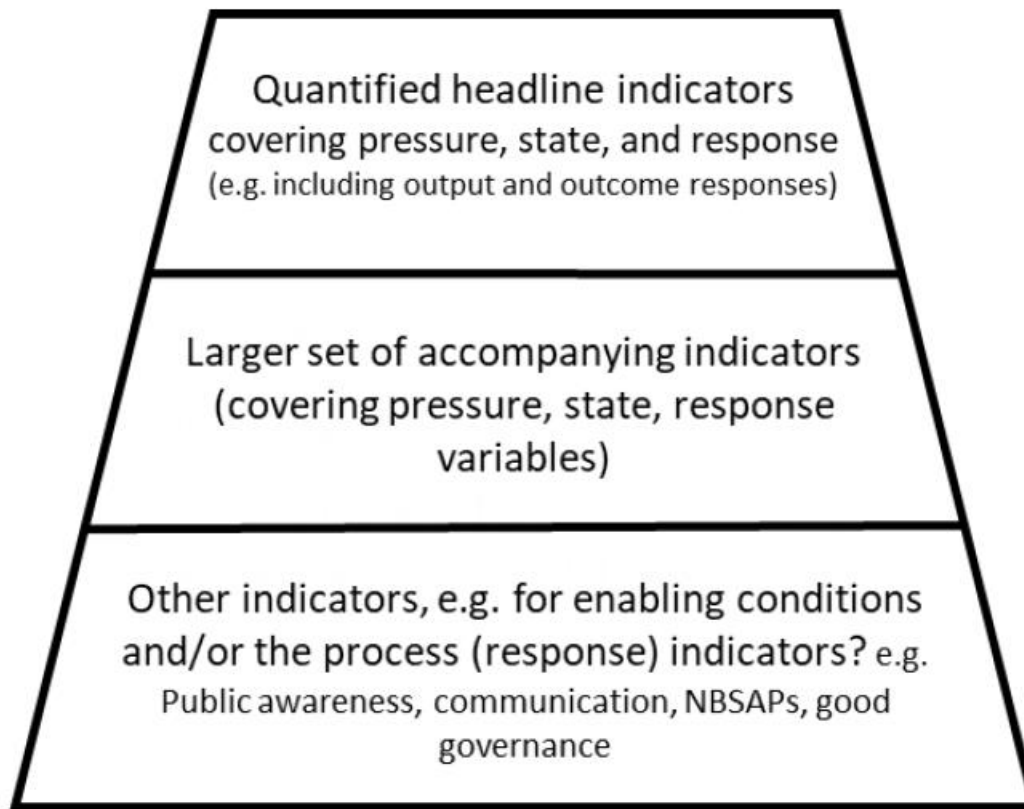 Quantified headline indicators
covering pressure, state, and response
(e.g. including output and outcome responses)
Larger set of accompanying indicators
(covering pressure, state, response
variables)
Other indicators, e.g. for enabling conditions
and/or the process (response) indicators? e.g.
Public awareness, communication, NBSAPs, good
governance